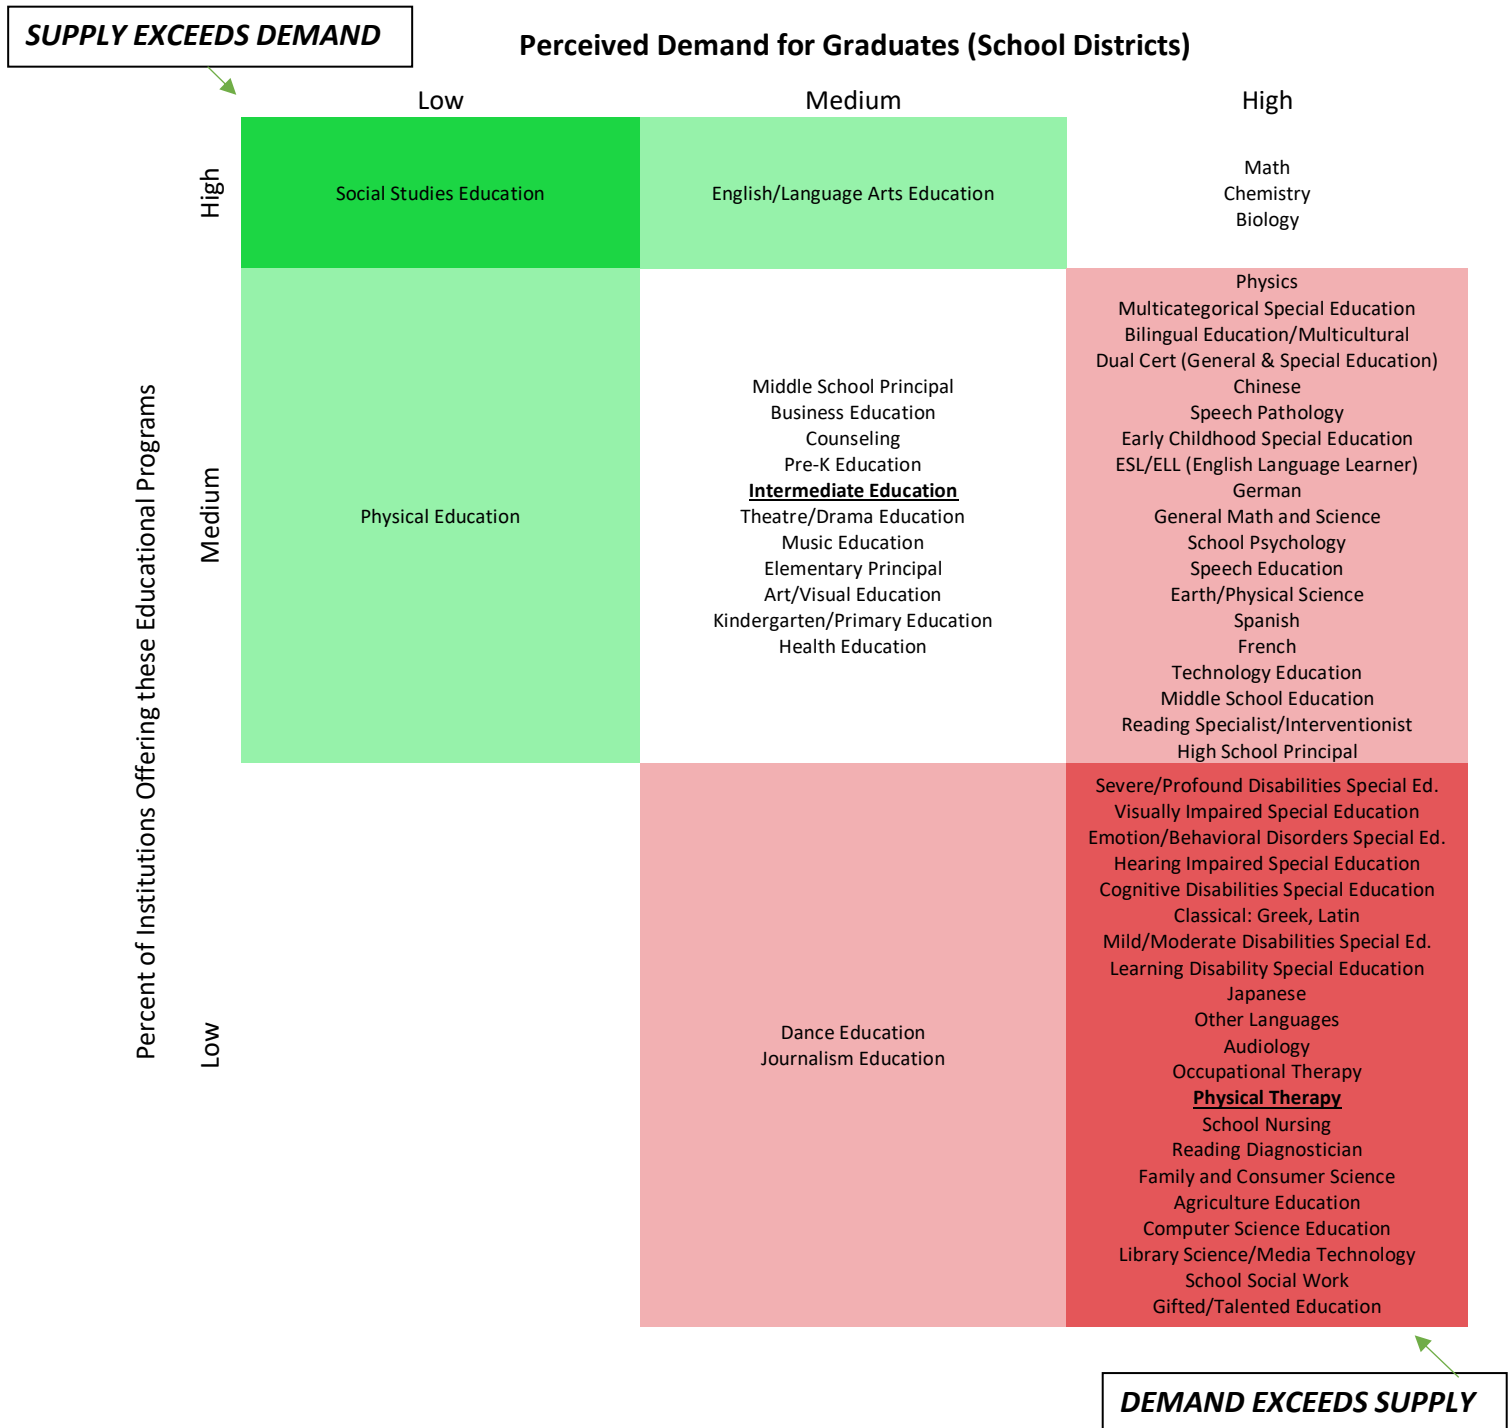 SUPPLY EXCEEDS DEMAND
Perceived Demand for Graduates (School Districts)
Low
Medium
High
Percent of Institutions Offering these Educational Programs
High
Social Studies Education
English/Language Arts Education
Math
Chemistry
Biology
Medium
Physical Education
Middle School Principal
Business Education
Counseling
Pre-K Education
Intermediate Education
Theatre/Drama Education
Music Education
Elementary Principal
Art/Visual Education
Kindergarten/Primary Education
Health Education
Physics
Multicategorical Special Education
Bilingual Education/Multicultural
Dual Cert (General & Special Education)
Chinese
Speech Pathology
Early Childhood Special Education
ESL/ELL (English Language Learner)
German
General Math and Science
School Psychology
Speech Education
Earth/Physical Science
Spanish
French
Technology Education
Middle School Education
Reading Specialist/Interventionist
High School Principal
Low
Dance Education
Journalism Education
Severe/Profound Disabilities Special Ed.
Visually Impaired Special Education
Emotion/Behavioral Disorders Special Ed.
Hearing Impaired Special Education
Cognitive Disabilities Special Education
Classical: Greek, Latin
Mild/Moderate Disabilities Special Ed.
Learning Disability Special Education
Japanese
Other Languages
Audiology
Occupational Therapy
Physical Therapy
School Nursing
Reading Diagnostician
Family and Consumer Science
Agriculture Education
Computer Science Education
Library Science/Media Technology
School Social Work
Gifted/Talented Education
DEMAND EXCEEDS SUPPLY